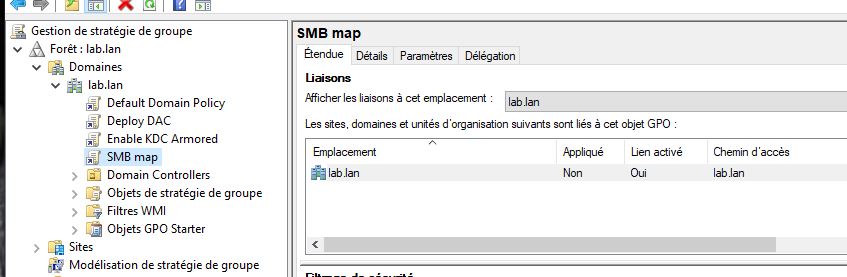 Gestion de stratégie de groupe
Forêt : lab.lan
Domaines
lab.lan
Default Domain Policy
Deploy DAC
Enable KDC Armored
SMB map
Domain Controllers
Objets de stratégie de groupe
Filtres WMI
Objets GPO Starter
Sites
Modélisation de stratégie de groupe
SMB map
Étendue Détails Paramètres Délégation
Liaisons
Afficher les liaisons à cet emplacement : lab.lan
Les sites, domaines et unités d'organisation suivants sont liés à cet objet GPO :
Emplacement Appliqué Lien activé Chemin d'accès
lab.lan Non Oui lab.lan
Filtrage de sécurité